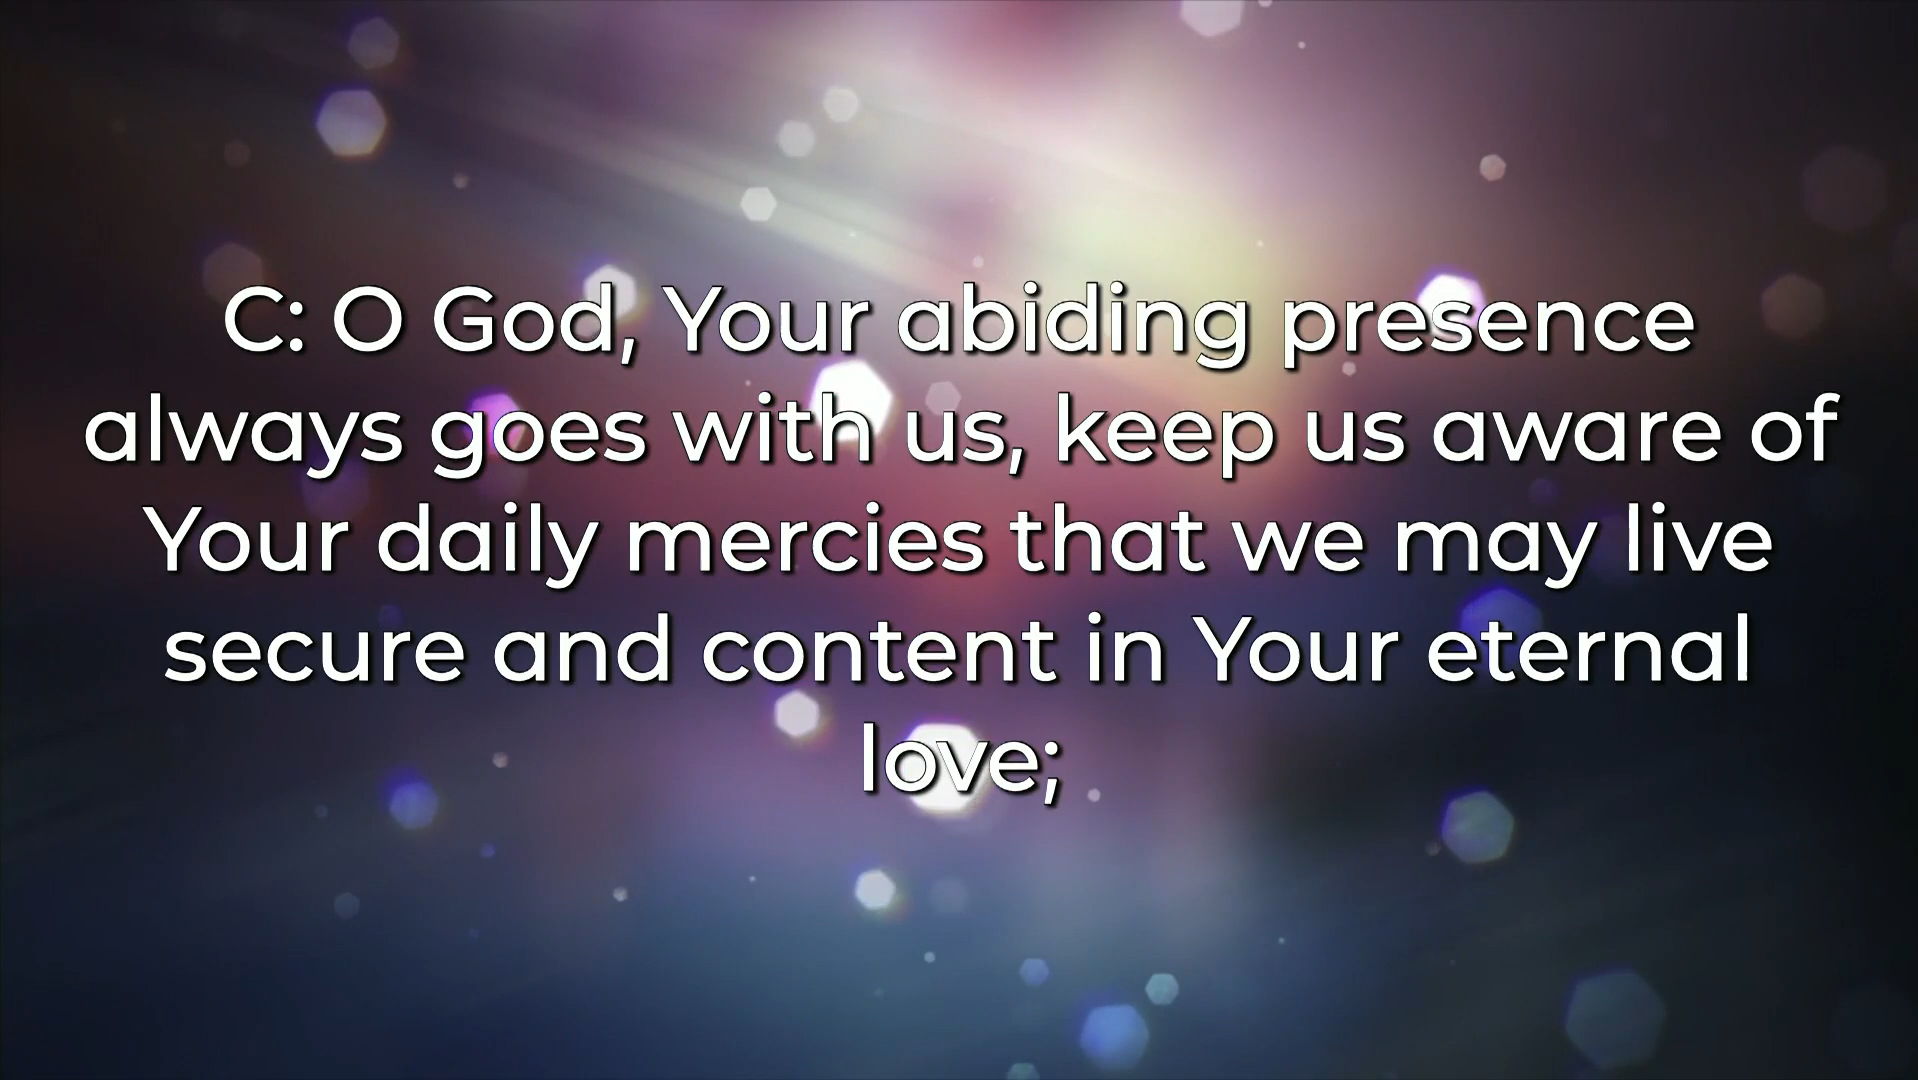 C: O God, Your abiding presence
always goes with us, keep us aware of
Your daily mercies that we may live
secure and content in Your eternal
love;